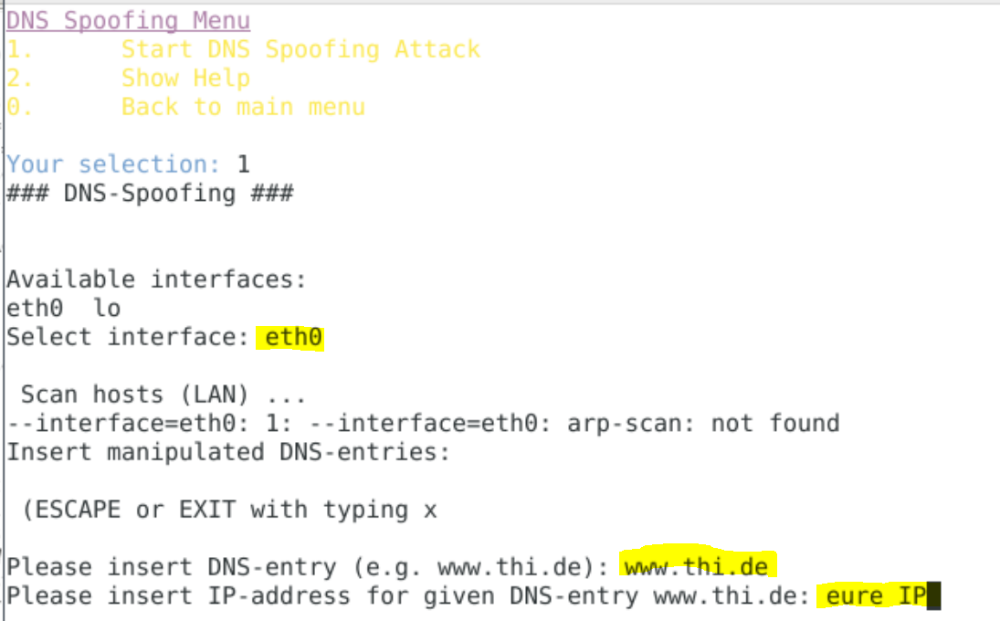 DNS Spoofing Menu
1. Start DNS Spoofing Attack
2. Show Help
0. Back to main menu
Your selection: 1
### DNS-Spoofing ###
Available interfaces:
eth0 lo
Select interface: eth0
Scan hosts (LAN) ...
--interface=eth0: 1: --interface=eth0: arp-scan: not found
Insert manipulated DNS-entries:
(ESCAPE or EXIT with typing x
Please insert DNS-entry (e.g. www.thi.de): www.thi.de
Please insert IP-address for given DNS-entry www.thi.de: eure IP